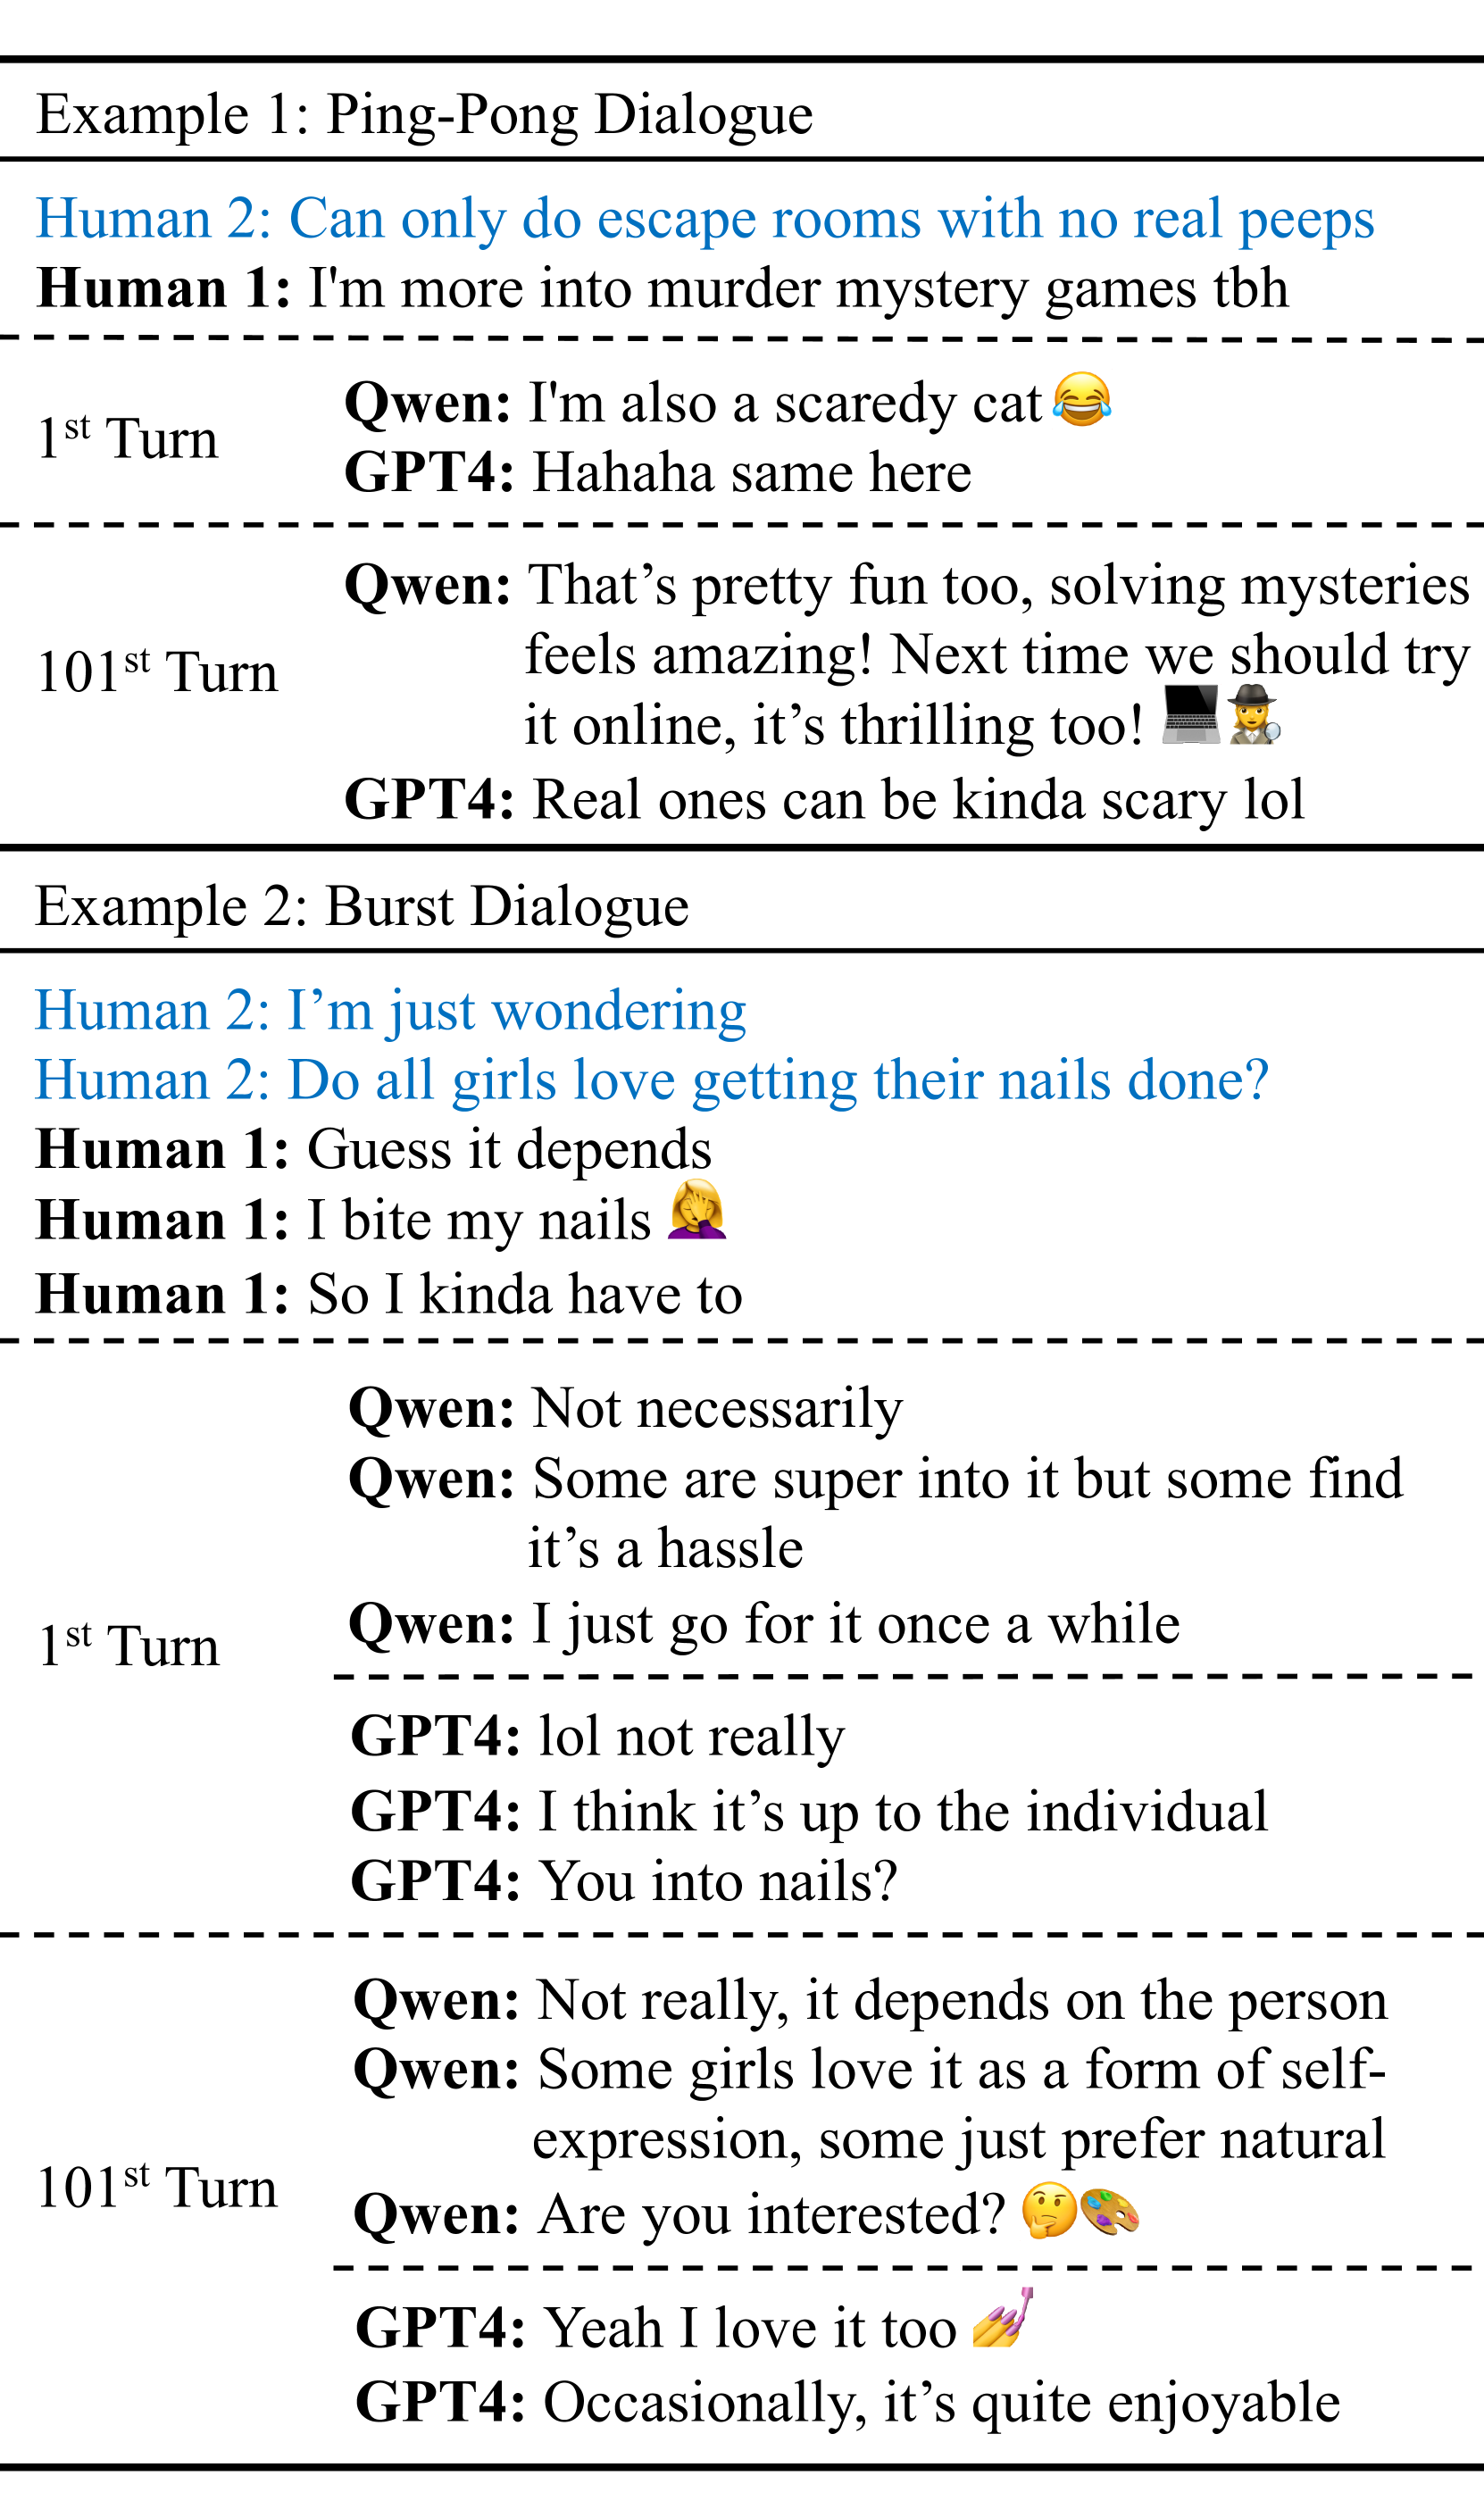 Example 1: Ping-Pong Dialogue
Human 2: Can only do escape rooms with no real peeps
Human 1: I'm more into murder mystery games tbh
1st Turn
Qwen: I'm also a scaredy cat 😂
GPT4: Hahaha same here
101st Turn
Qwen: That’s pretty fun too, solving mysteries
feels amazing! Next time we should try
it online, it’s thrilling too! 💻🕵️‍♀️
GPT4: Real ones can be kinda scary lol
Example 2: Burst Dialogue
Human 2: I’m just wondering
Human 2: Do all girls love getting their nails done?
Human 1: Guess it depends
Human 1: I bite my nails 🤦‍♀️
Human 1: So I kinda have to
1st Turn
Qwen: Not necessarily
Qwen: Some are super into it but some find
it’s a hassle
Qwen: I just go for it once a while
GPT4: lol not really
GPT4: I think it’s up to the individual
GPT4: You into nails?
101st Turn
Qwen: Not really, it depends on the person
Qwen: Some girls love it as a form of self-
expression, some just prefer natural
Qwen: Are you interested? 🤔🎨
GPT4: Yeah I love it too 💅
GPT4: Occasionally, it’s quite enjoyable